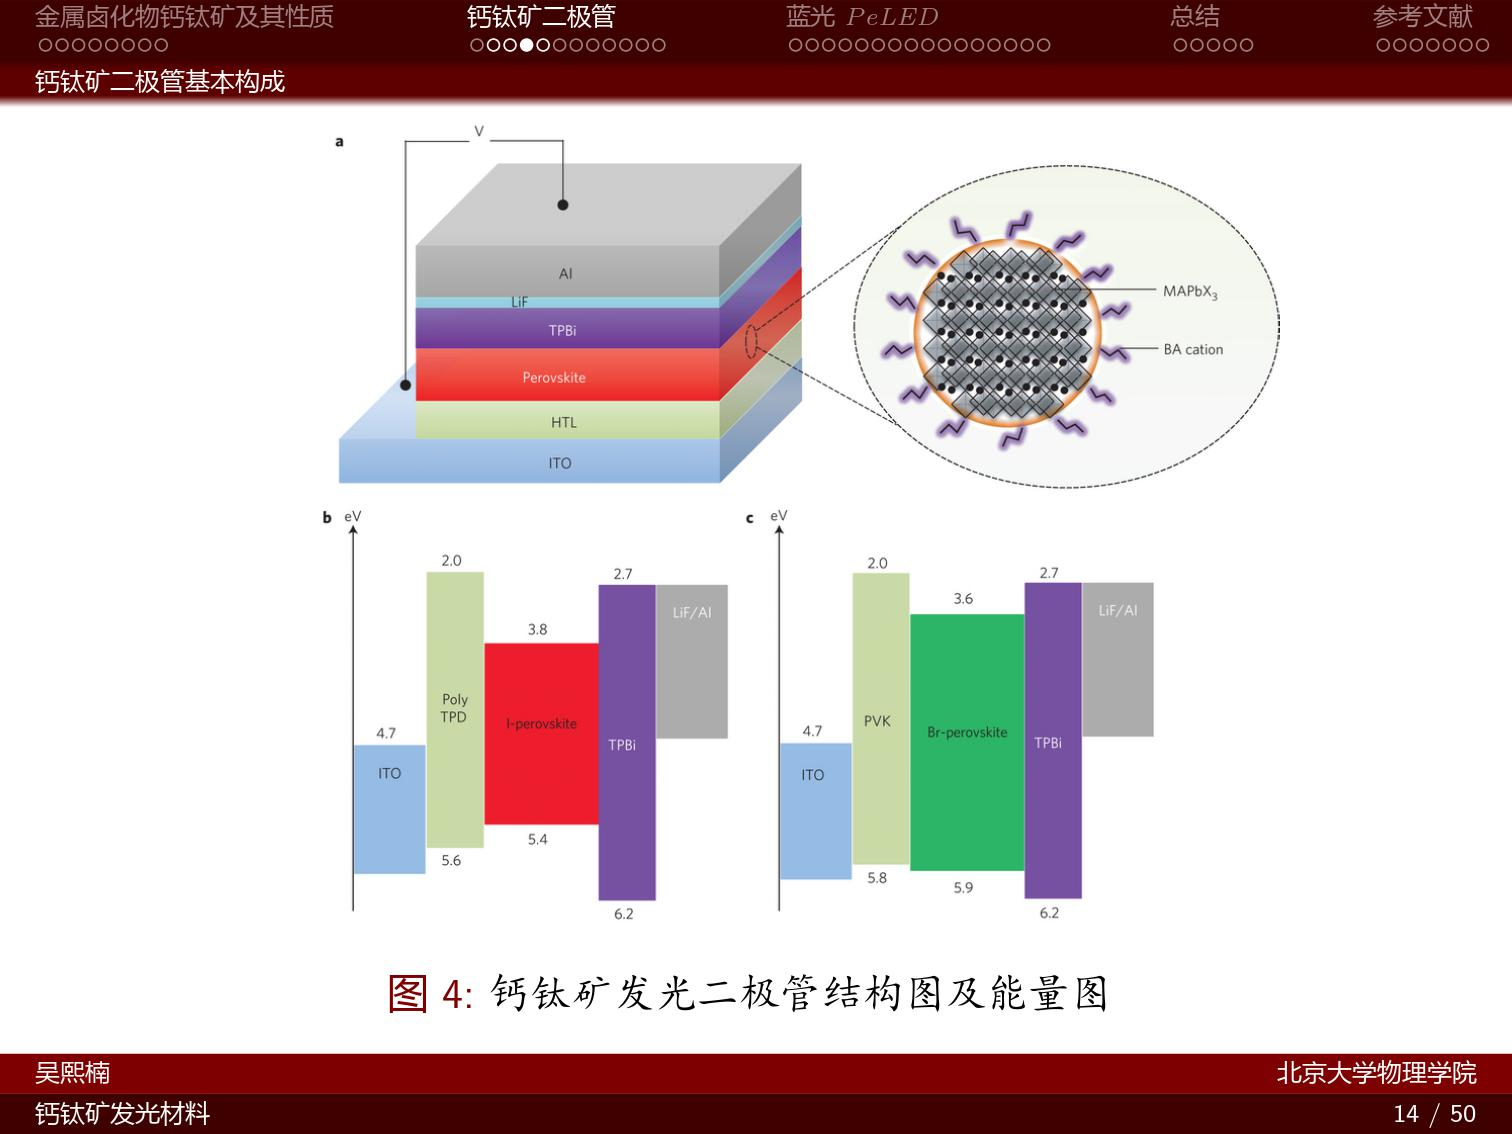 金属卤化物钙钛矿及其性质 钙钛矿二极管 蓝光 PeLED 总结 参考文献
钙钛矿二极管基本构成
a
V
Al
LiF
TPBi
Perovskite
HTL
ITO
MAPbX3
BA cation
b eV
2.0
2.7
3.8
LiF/Al
Poly
TPD
I-perovskite
4.7
TPBi
ITO
5.4
5.6
6.2
c eV
2.0
2.7
3.6
LiF/Al
PVK
Br-perovskite
4.7
TPBi
ITO
5.8
5.9
6.2
图 4: 钙钛矿发光二极管结构图及能量图
吴熙楠 北京大学物理学院
钙钛矿发光材料 14 / 50